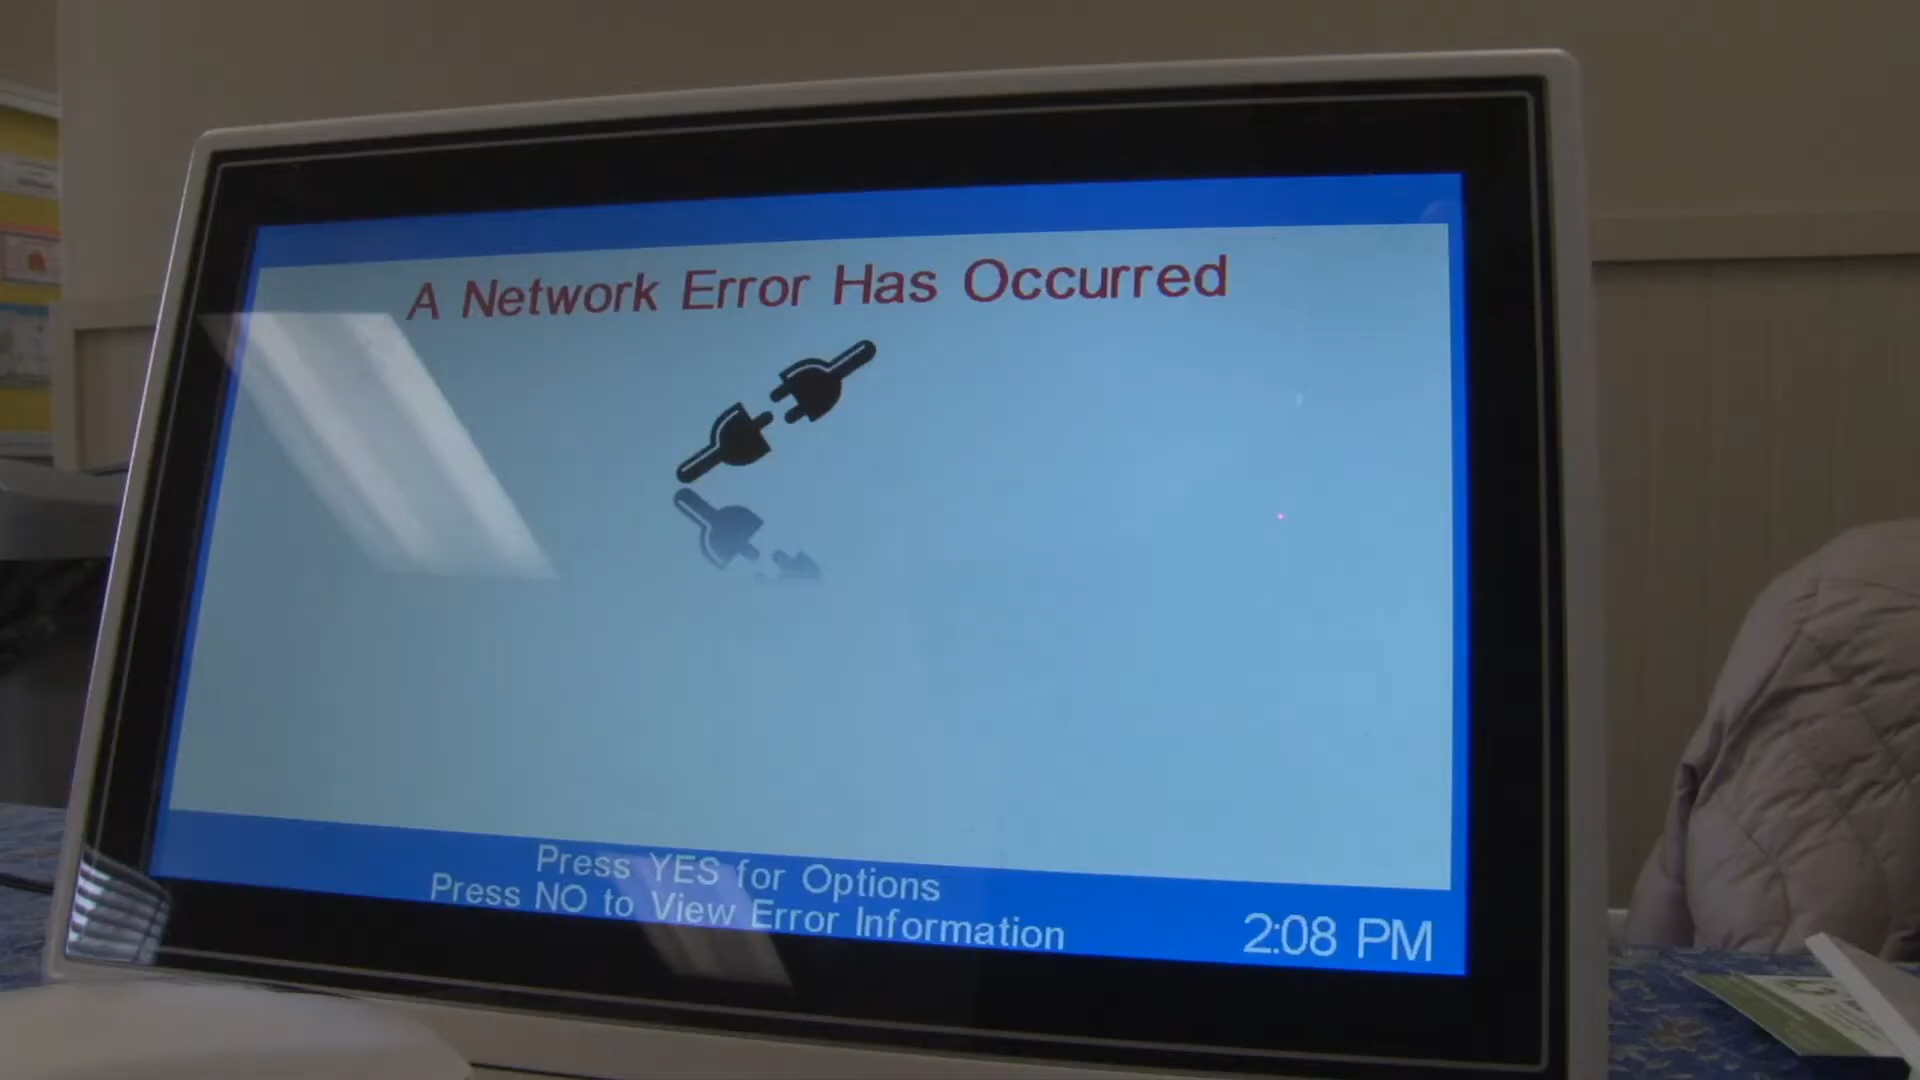 A Network Error Has Occurred
Press YES for Options
Press NO to View Error Information
2:08 PM